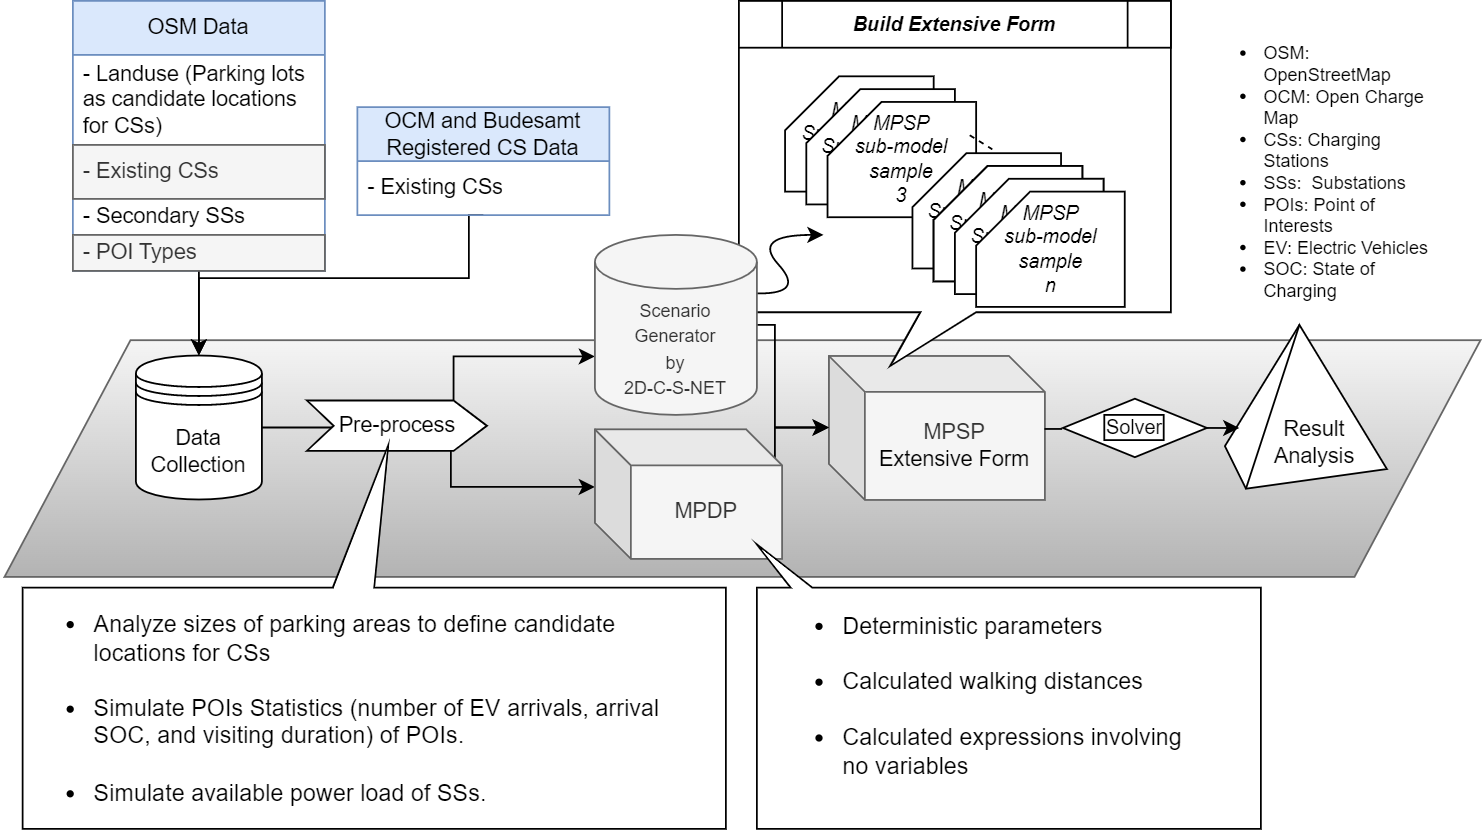 OSM Data
- Landuse (Parking lots
as candidate locations
for CSs)
- Existing CSs
- Secondary SSs
- POI Types
OCM and Budesamt
Registered CS Data
- Existing CSs
Build Extensive Form
MPSP
sub-model
sample
3
MPSP
sub-model
sample
n
• OSM:
OpenStreetMap
• OCM: Open Charge
Map
• CSs: Charging
Stations
• SSs: Substations
• POIs: Point of
Interests
• EV: Electric Vehicles
• SOC: State of
Charging
Data
Collection
Pre-process
Scenario
Generator
by
2D-C-S-NET
MPDP
MPSP
Extensive Form
Solver
Result
Analysis
• Analyze sizes of parking areas to define candidate
locations for CSs
• Simulate POIs Statistics (number of EV arrivals, arrival
SOC, and visiting duration) of POIs.
• Simulate available power load of SSs.
• Deterministic parameters
• Calculated walking distances
• Calculated expressions involving
no variables